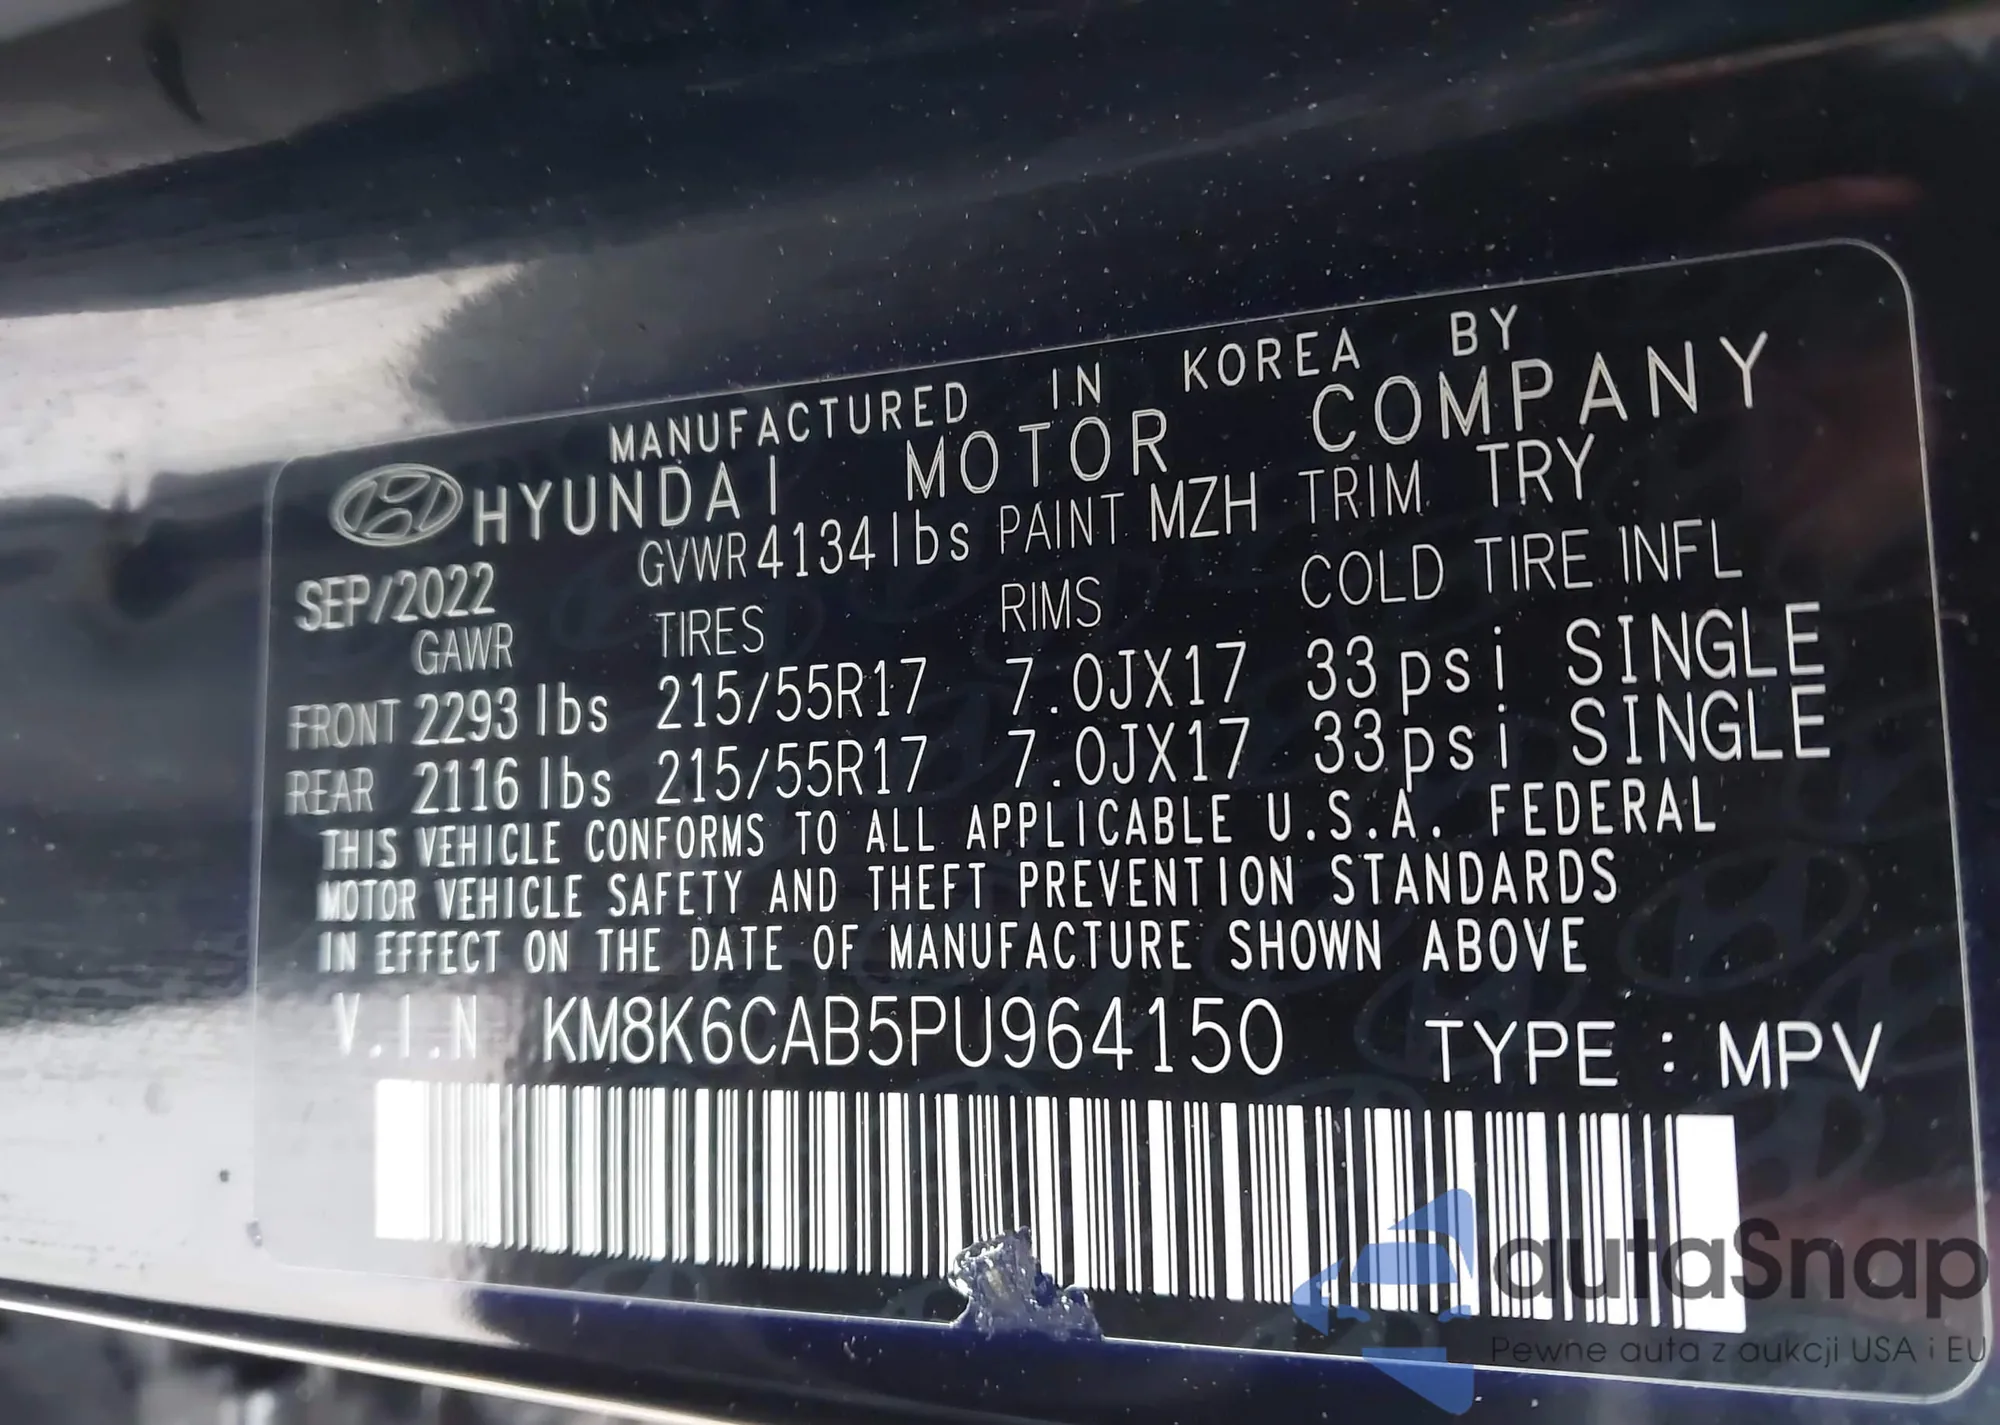 MANUFACTURED IN KOREA BY
HYUNDAI MOTOR COMPANY
SEP/2022 GVWR 4134 lbs PAINT MZH TRIM TRY
GAWR TIRES RIMS COLD TIRE INFL
FRONT 2293 lbs 215/55R17 7.0JX17 33psi SINGLE
REAR 2116 lbs 215/55R17 7.0JX17 33psi SINGLE
THIS VEHICLE CONFORMS TO ALL APPLICABLE U.S.A. FEDERAL
MOTOR VEHICLE SAFETY AND THEFT PREVENTION STANDARDS
IN EFFECT ON THE DATE OF MANUFACTURE SHOWN ABOVE
V.I.N KM8K6CAB5PU964150 TYPE : MPV
autaSnap
Pewne auta z aukcji USA i EU